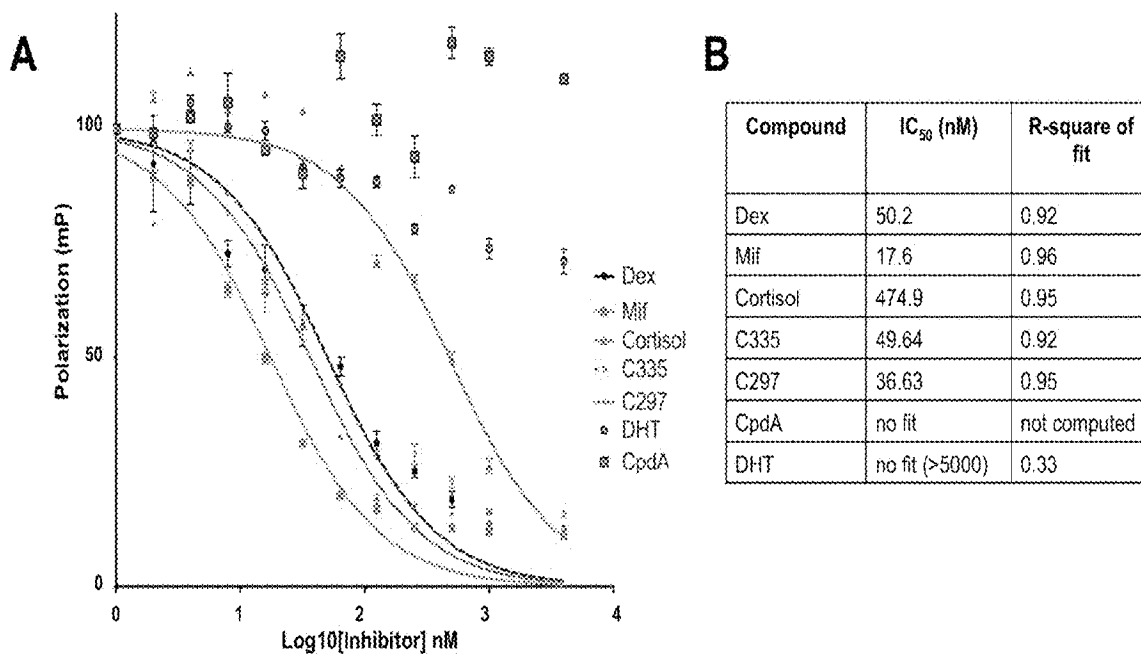 A
100
50
0
Polarization (mP)
0 1 2 3 4
Log10[Inhibitor] nM
Dex
Mif
Cortisol
C335
C297
DHT
CpdA
B
Compound IC50 (nM) R-square of fit
Dex 50.2 0.92
Mif 17.6 0.96
Cortisol 474.9 0.95
C335 49.64 0.92
C297 36.63 0.95
CpdA no fit not computed
DHT no fit (>5000) 0.33